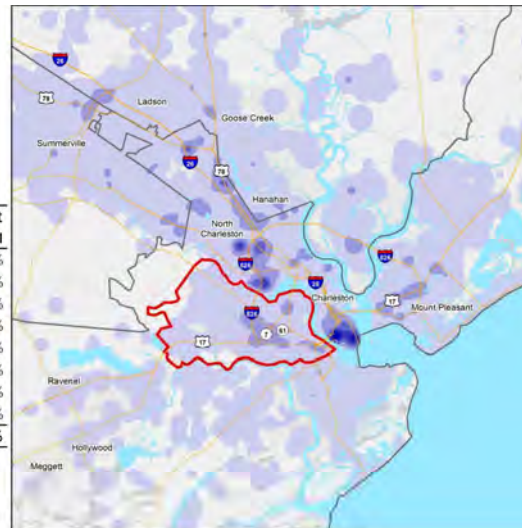 26
Ladson
78
Goose Creek
Summerville
26
78
Hanahan
North
Charleston
526
526
26
Charleston
17
Mount Pleasant
526
7
61
17
Ravenel
Hollywood
Meggett